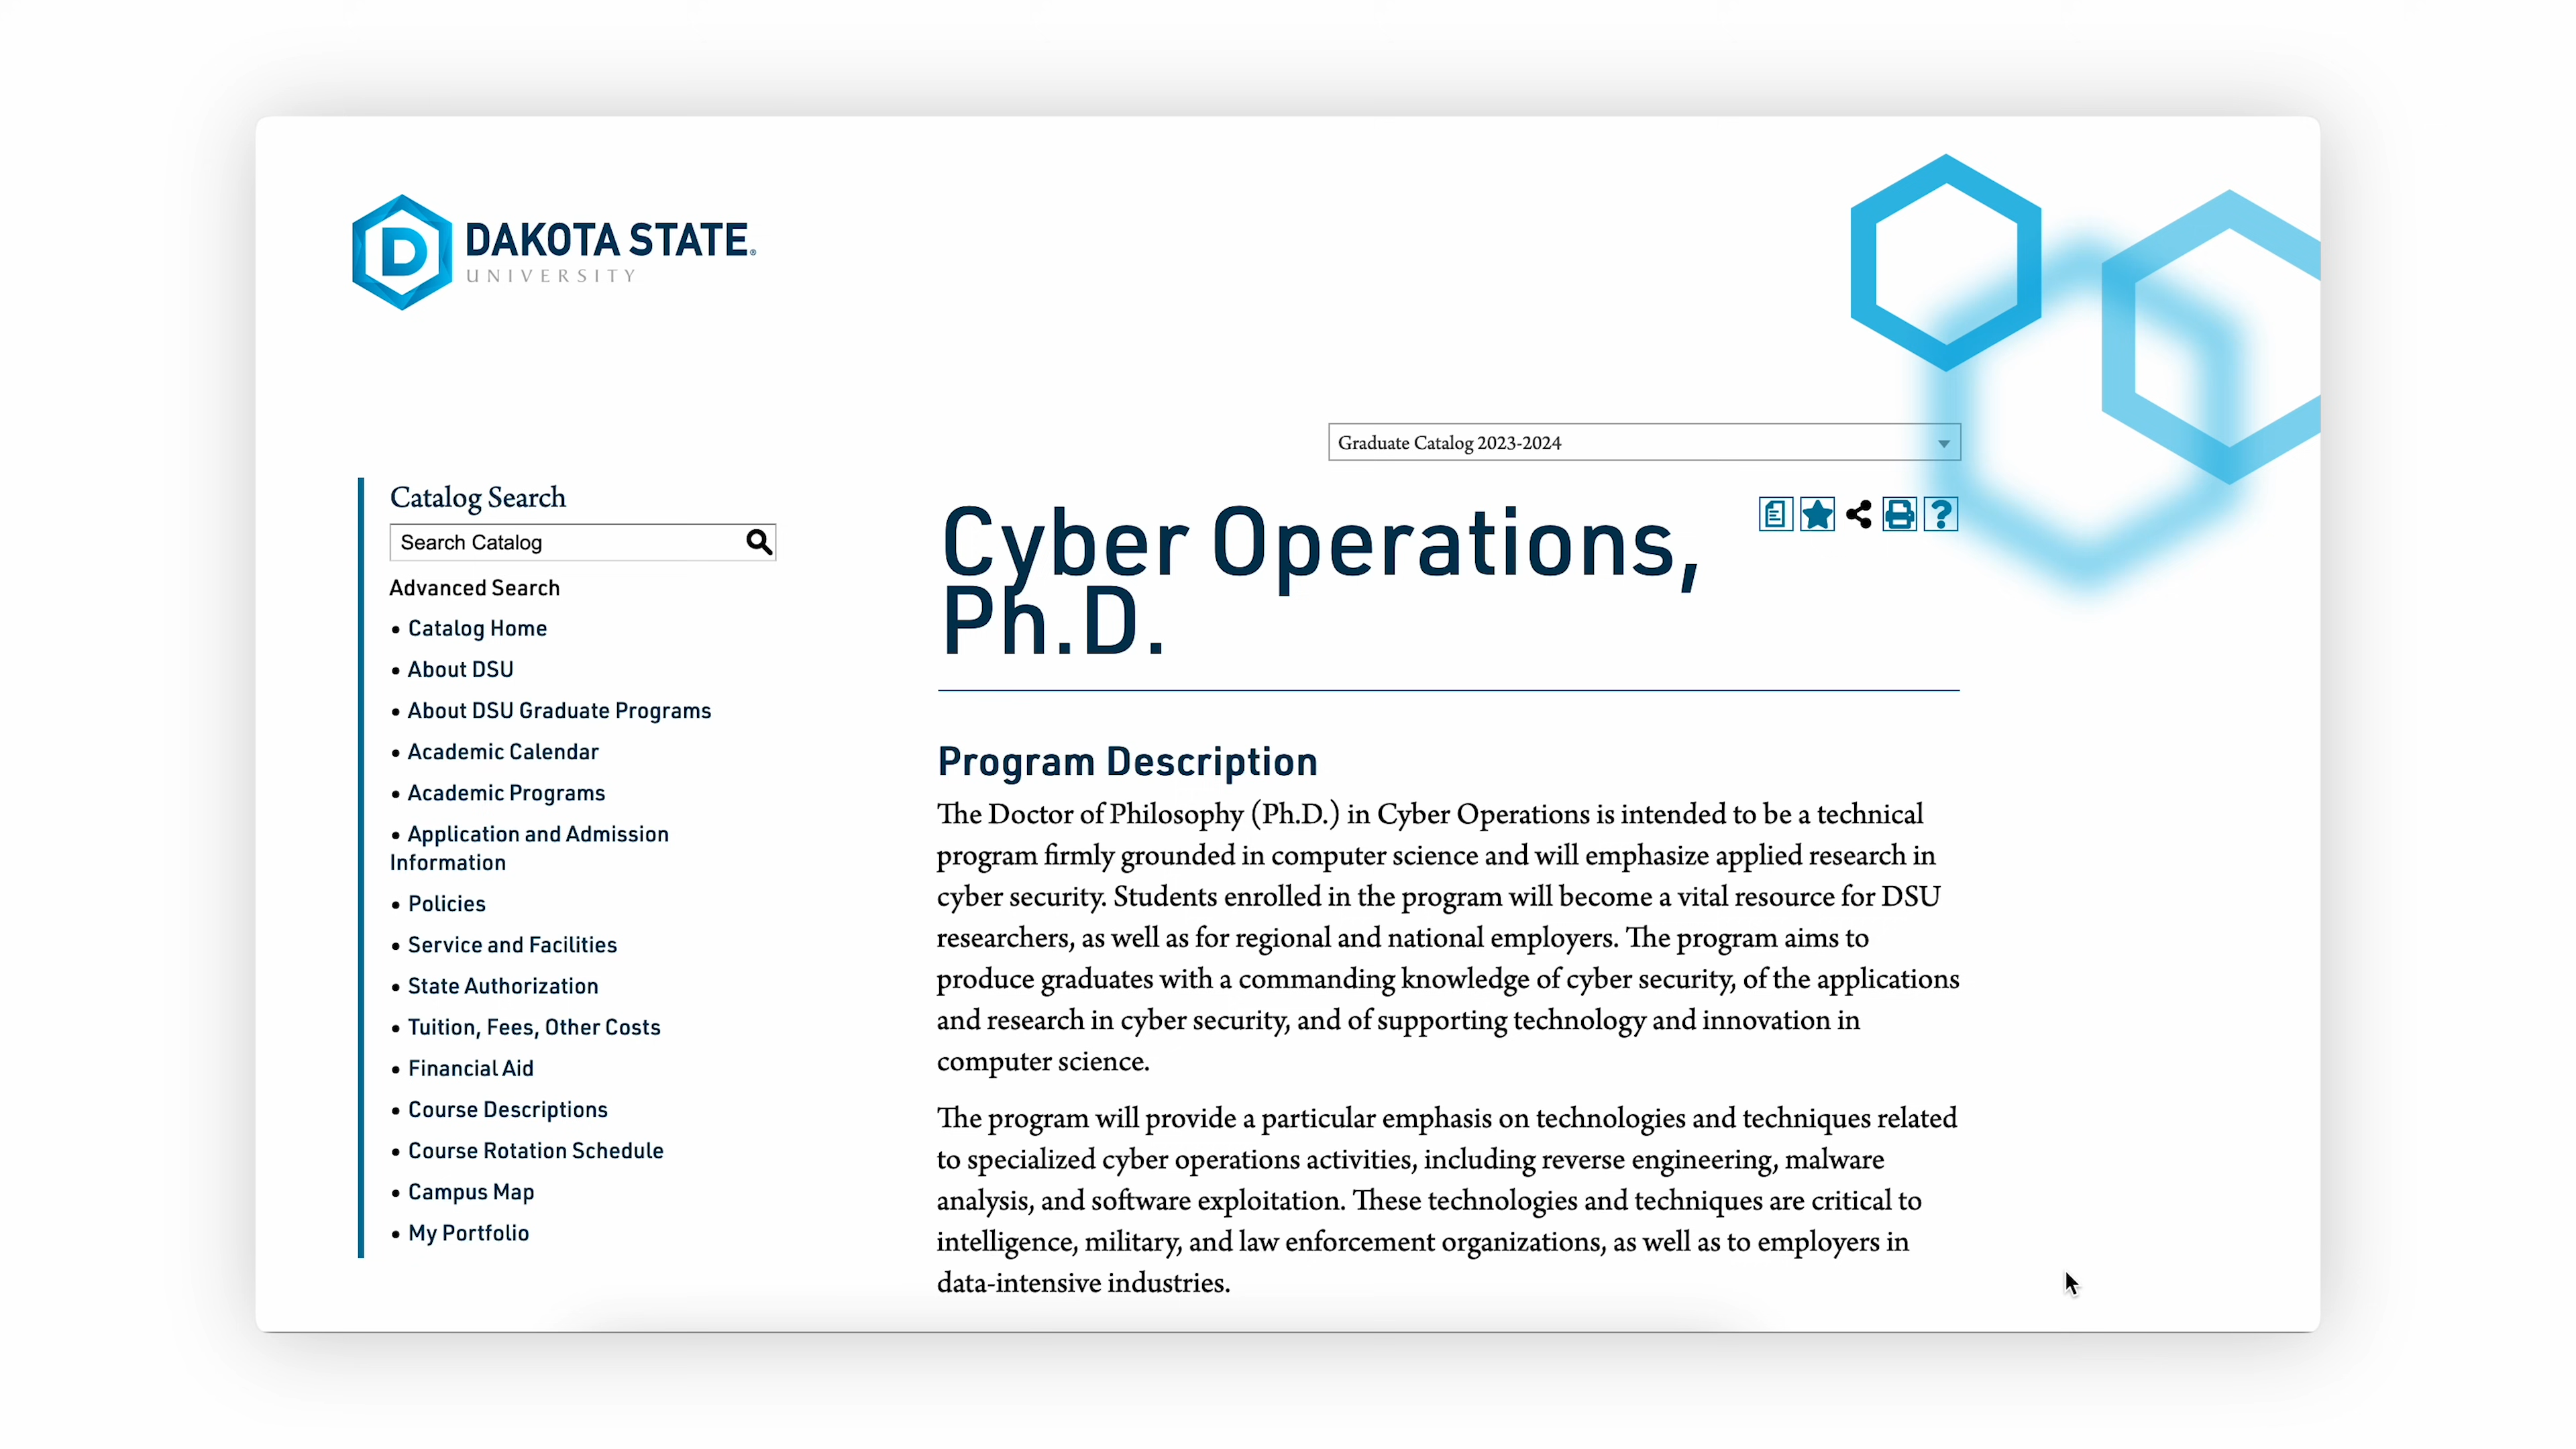 D
DAKOTA STATE®
UNIVERSITY
Graduate Catalog 2023-2024
Catalog Search
Search Catalog
Advanced Search
• Catalog Home
• About DSU
• About DSU Graduate Programs
• Academic Calendar
• Academic Programs
• Application and Admission
Information
• Policies
• Service and Facilities
• State Authorization
• Tuition, Fees, Other Costs
• Financial Aid
• Course Descriptions
• Course Rotation Schedule
• Campus Map
• My Portfolio
?
Cyber Operations,
Ph.D.
Program Description
The Doctor of Philosophy (Ph.D.) in Cyber Operations is intended to be a technical
program firmly grounded in computer science and will emphasize applied research in
cyber security. Students enrolled in the program will become a vital resource for DSU
researchers, as well as for regional and national employers. The program aims to
produce graduates with a commanding knowledge of cyber security, of the applications
and research in cyber security, and of supporting technology and innovation in
computer science.
The program will provide a particular emphasis on technologies and techniques related
to specialized cyber operations activities, including reverse engineering, malware
analysis, and software exploitation. These technologies and techniques are critical to
intelligence, military, and law enforcement organizations, as well as to employers in
data-intensive industries.